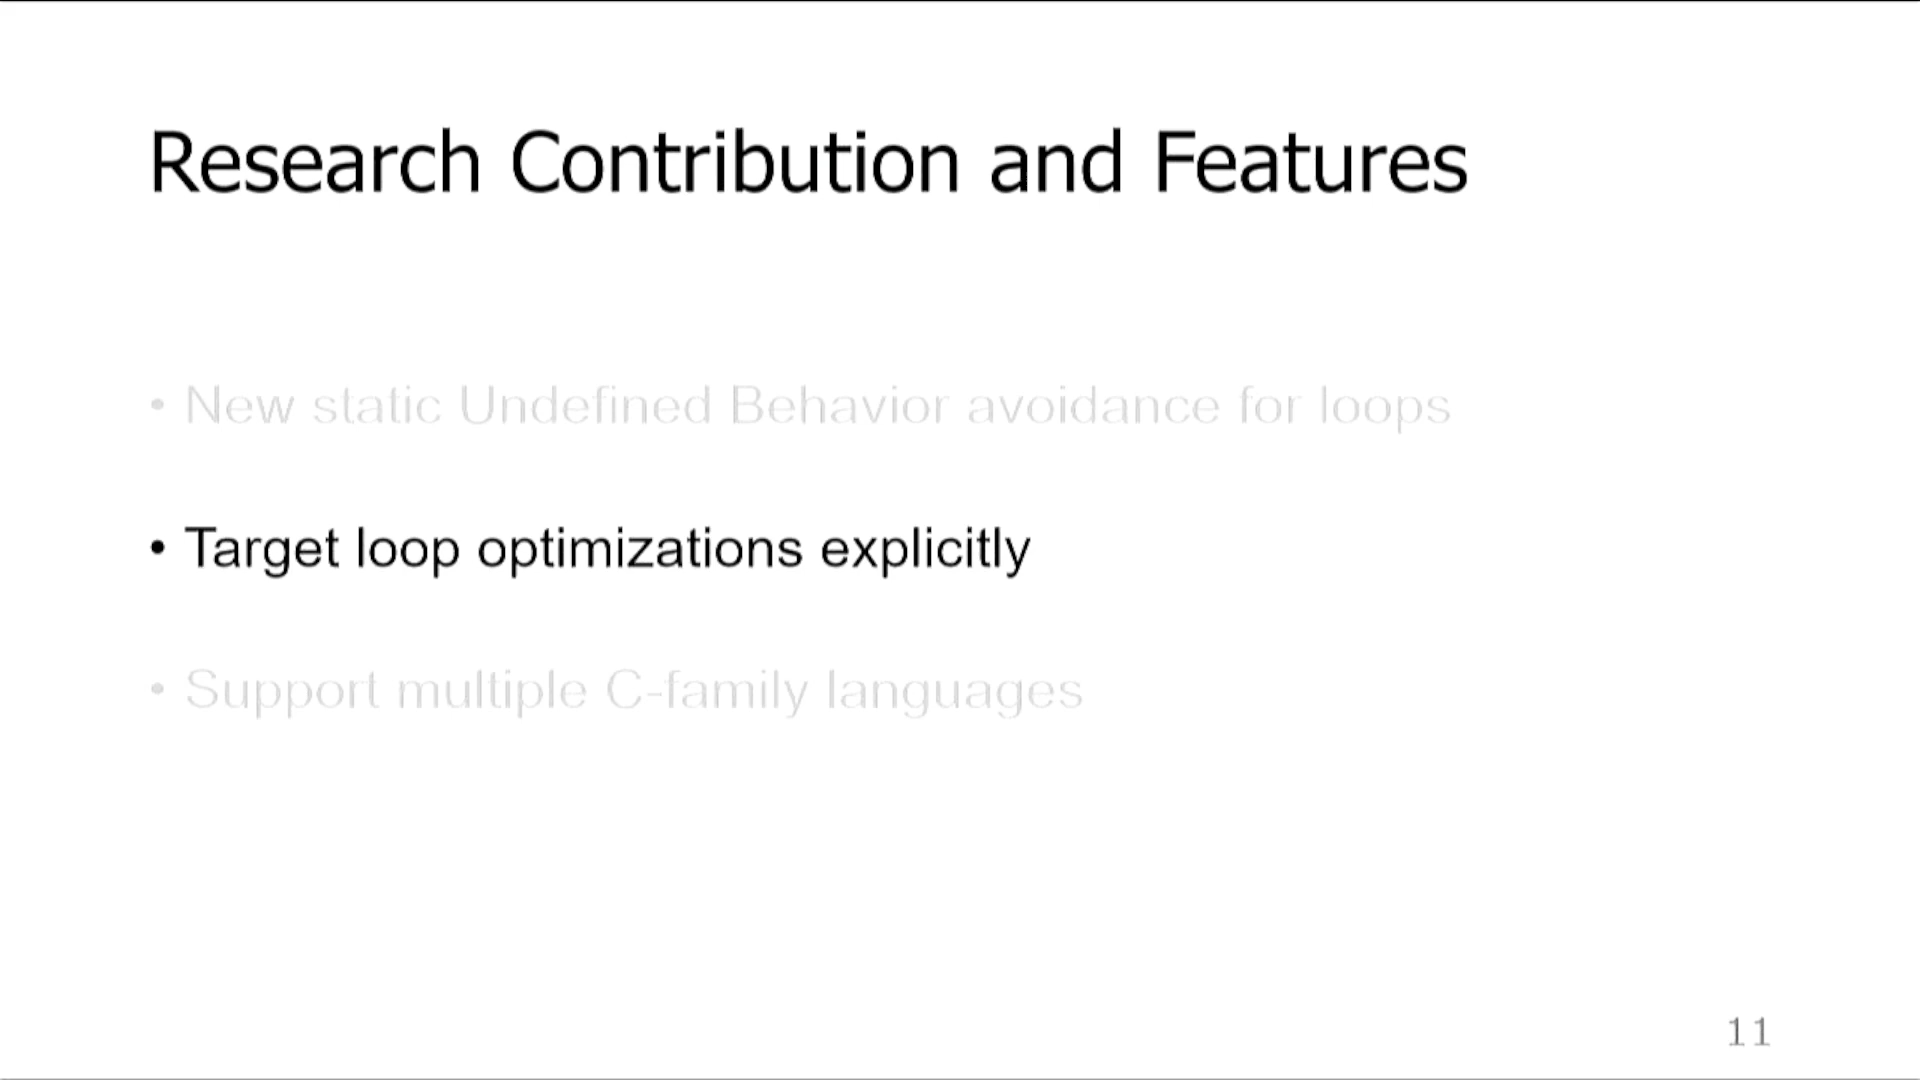 Research Contribution and Features
• New static Undefined Behavior avoidance for loops
• Target loop optimizations explicitly
• Support multiple C-family languages
11